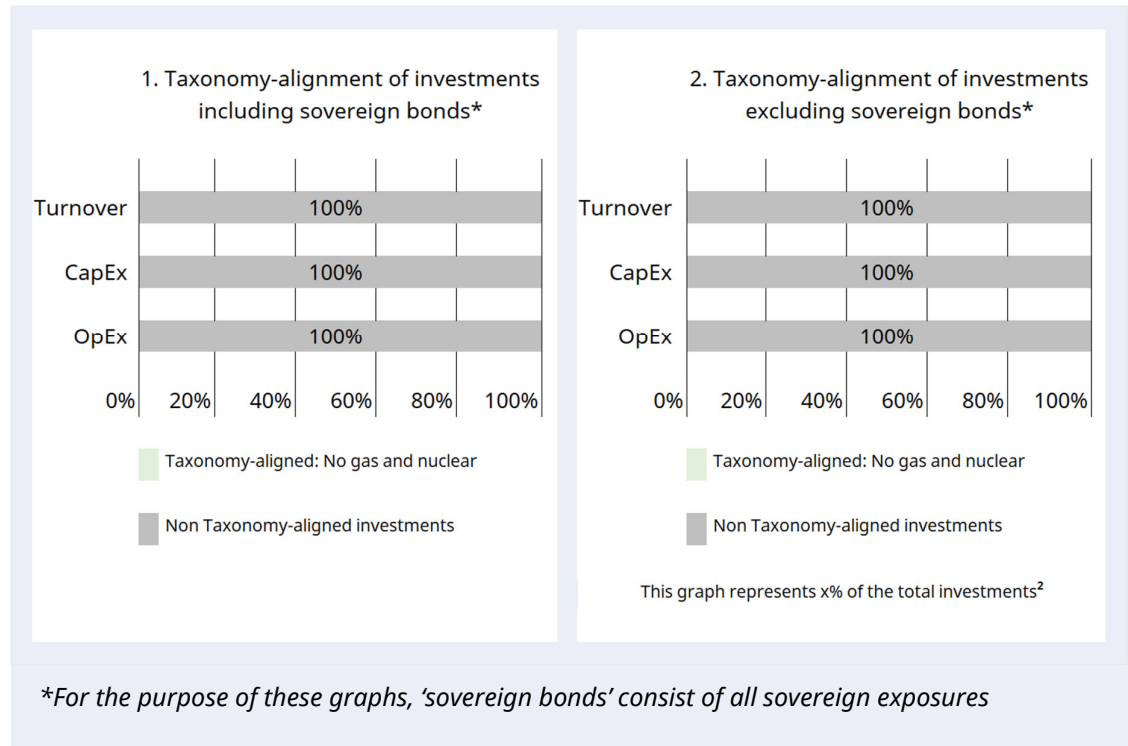 1. Taxonomy-alignment of investments
including sovereign bonds*
Turnover
100%
CapEx
100%
OpEx
100%
0% 20% 40% 60% 80% 100%
Taxonomy-aligned: No gas and nuclear
Non Taxonomy-aligned investments
2. Taxonomy-alignment of investments
excluding sovereign bonds*
Turnover
100%
CapEx
100%
OpEx
100%
0% 20% 40% 60% 80% 100%
Taxonomy-aligned: No gas and nuclear
Non Taxonomy-aligned investments
This graph represents x% of the total investments²
*For the purpose of these graphs, ‘sovereign bonds’ consist of all sovereign exposures